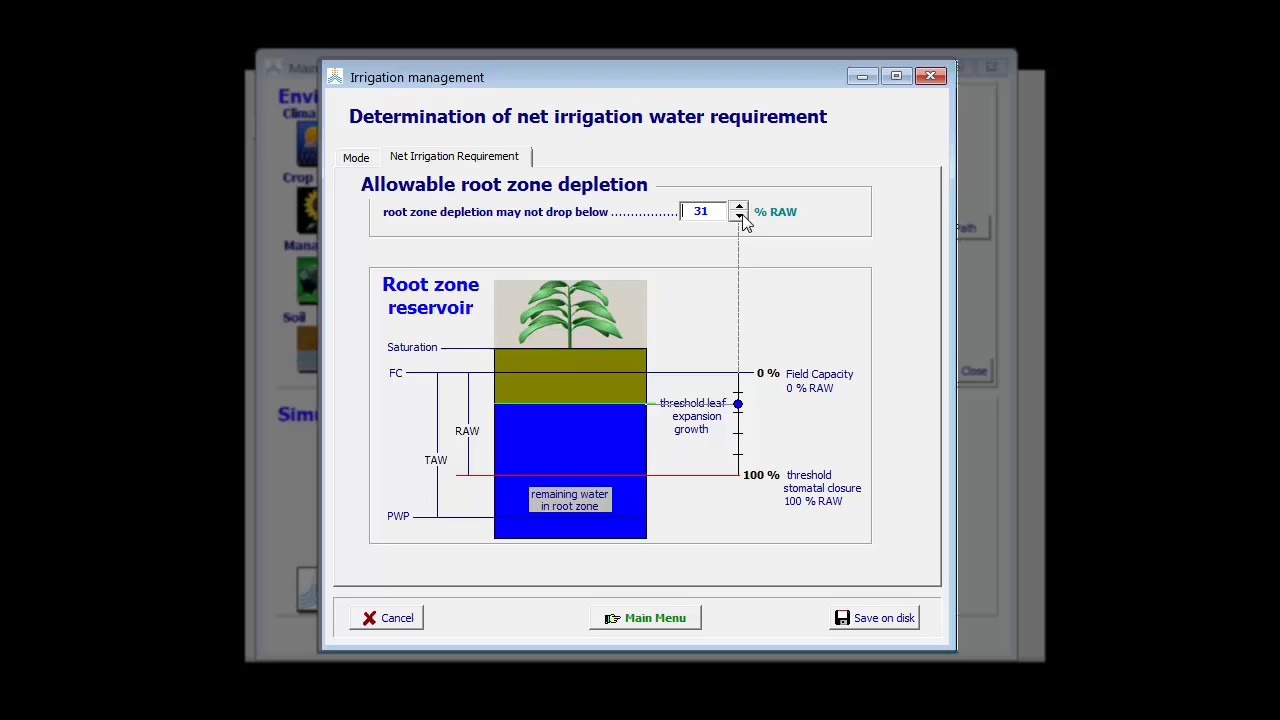 Main
Irrigation management
Envi
Determination of net irrigation water requirement
Clima
Mode
Net Irrigation Requirement
Crop
Allowable root zone depletion
root zone depletion may not drop below ................. 31 % RAW
Path
Mana
Root zone
reservoir
Soil
Saturation
FC
0 % Field Capacity
0 % RAW
Close
threshold leaf
expansion
growth
Simu
RAW
TAW
100 % threshold
stomatal closure
100 % RAW
remaining water
in root zone
PWP
Cancel
Main Menu
Save on disk